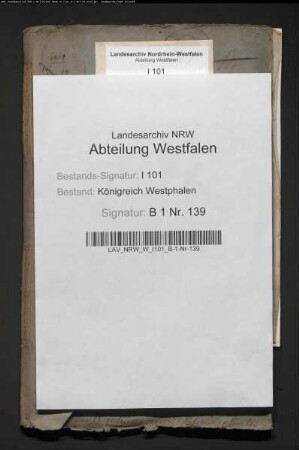 Landesarchiv Nordrhein-Westfalen
Abteilung Westfalen
I 101
Landesarchiv NRW
Abteilung Westfalen
Bestands-Signatur: I 101
Bestand: Königreich Westphalen
Signatur: B 1 Nr. 139
LAV_NRW_W_I101_B-1-Nr-139